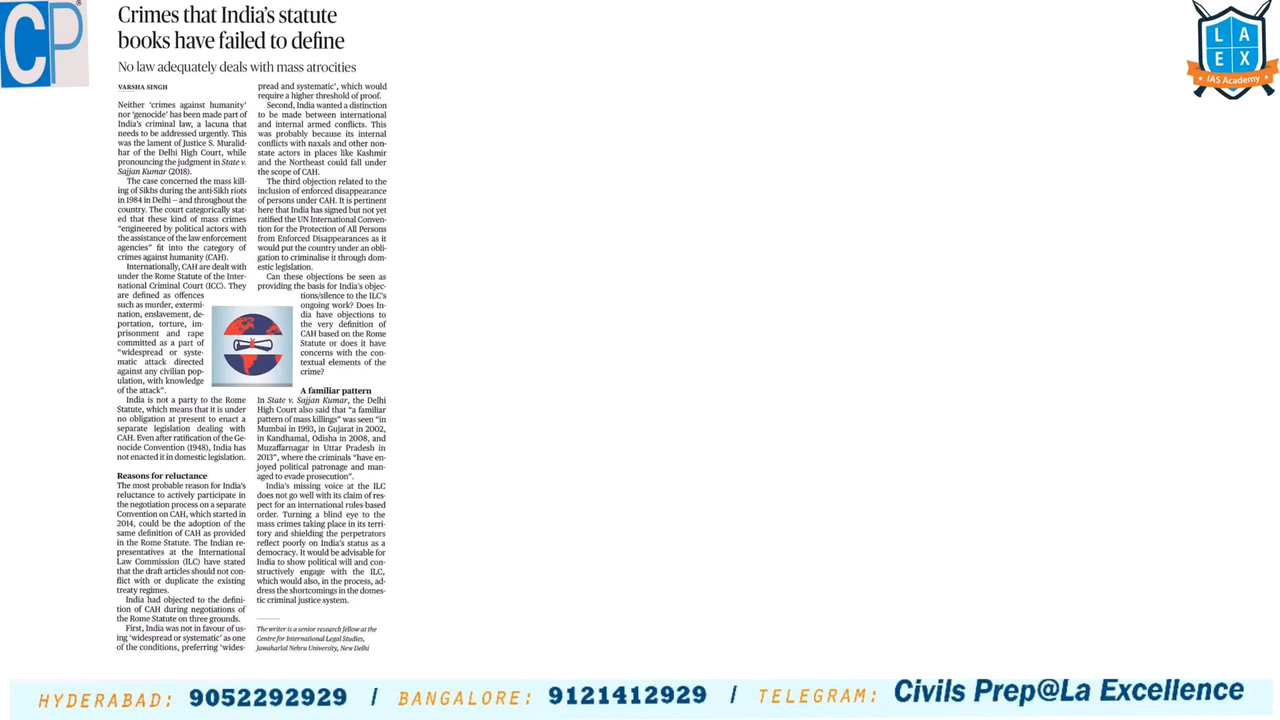 CP
®
Crimes that India's statute
books have failed to define
No law adequately deals with mass atrocities
VARSHA SINGH
Neither 'crimes against humanity'
nor 'genocide' has been made part of
India's criminal law, a lacuna that
needs to be addressed urgently. This
was the lament of Justice S. Muralid-
har of the Delhi High Court, while
pronouncing the judgment in State v.
Sajjan Kumar (2018).
The case concerned the mass kill-
ing of Sikhs during the anti-Sikh riots
in 1984 in Delhi – and throughout the
country. The court categorically stat-
ed that these kind of mass crimes
"engineered by political actors with
the assistance of the law enforcement
agencies" fit into the category of
crimes against humanity (CAH).
Internationally, CAH are dealt with
under the Rome Statute of the Inter-
national Criminal Court (ICC). They
are defined as offences
such as murder, extermi-
nation, enslavement, de-
portation, torture, im-
prisonment and rape
committed as a part of
"widespread or syste-
matic attack directed
against any civilian pop-
ulation, with knowledge
of the attack".
India is not a party to the Rome
Statute, which means that it is under
no obligation at present to enact a
separate legislation dealing with
CAH. Even after ratification of the Ge-
nocide Convention (1948), India has
not enacted it in domestic legislation.
Reasons for reluctance
The most probable reason for India's
reluctance to actively participate in
the negotiation process on a separate
Convention on CAH, which started in
2014, could be the adoption of the
same definition of CAH as provided
in the Rome Statute. The Indian re-
presentatives at the International
Law Commission (ILC) have stated
that the draft articles should not con-
flict with or duplicate the existing
treaty regimes.
India had objected to the defini-
tion of CAH during negotiations of
the Rome Statute on three grounds.
First, India was not in favour of us-
ing 'widespread or systematic' as one
of the conditions, preferring 'wides-
pread and systematic', which would
require a higher threshold of proof.
Second, India wanted a distinction
to be made between international
and internal armed conflicts. This
was probably because its internal
conflicts with naxals and other non-
state actors in places like Kashmir
and the Northeast could fall under
the scope of CAH.
The third objection related to the
inclusion of enforced disappearance
of persons under CAH. It is pertinent
here that India has signed but not yet
ratified the UN International Conven-
tion for the Protection of All Persons
from Enforced Disappearances as it
would put the country under an obli-
gation to criminalise it through dom-
estic legislation.
Can these objections be seen as
providing the basis for India's objec-
tions/silence to the ILC's
ongoing work? Does In-
dia have objections to
the very definition of
CAH based on the Rome
Statute or does it have
concerns with the con-
textual elements of the
crime?
A familiar pattern
In State v. Sajjan Kumar, the Delhi
High Court also said that "a familiar
pattern of mass killings" was seen "in
Mumbai in 1993, in Gujarat in 2002,
in Kandhamal, Odisha in 2008, and
Muzaffarnagar in Uttar Pradesh in
2013", where the criminals "have en-
joyed political patronage and man-
aged to evade prosecution".
India's missing voice at the ILC
does not go well with its claim of res-
pect for an international rules-based
order. Turning a blind eye to the
mass crimes taking place in its terri-
tory and shielding the perpetrators
reflect poorly on India's status as a
democracy. It would be advisable for
India to show political will and con-
structively engage with the ILC,
which would also, in the process, ad-
dress the shortcomings in the domes-
tic criminal justice system.
The writer is a senior research fellow at the
Centre for International Legal Studies,
Jawaharlal Nehru University, New Delhi
L A
E X
IAS Academy
HYDERABAD: 9052292929 / BANGALORE: 9121412929 / TELEGRAM: Civils Prep@La Excellence